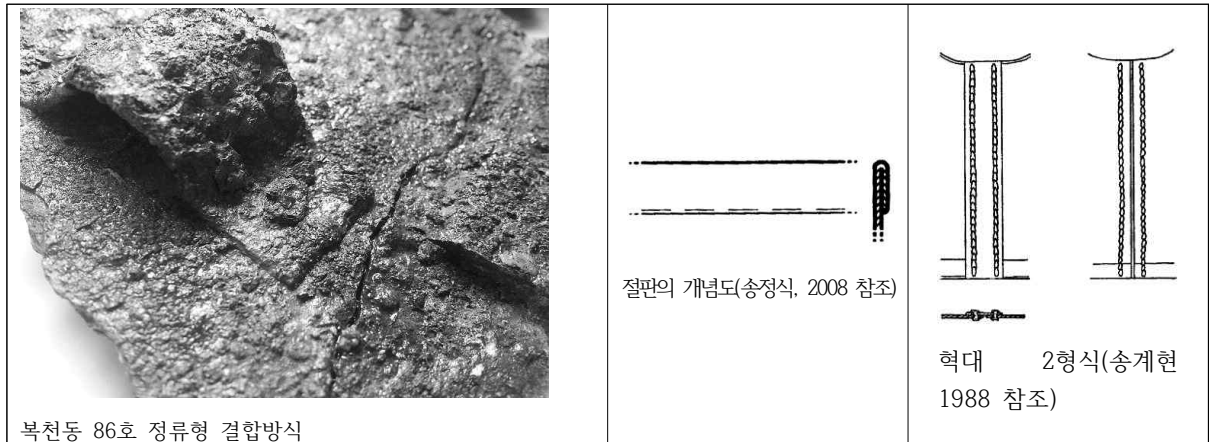 복천동 86호 정류형 결합방식
절판의 개념도(송정식, 2008 참조)
혁대 2형식(송계현
1988 참조)